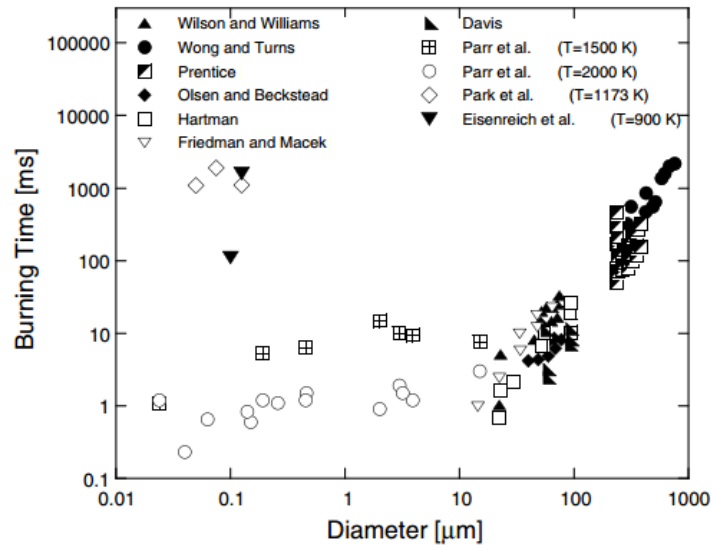 Burning Time [ms]
100000
10000
1000
100
10
1
0.1
Wilson and Williams
Wong and Turns
Prentice
Olsen and Beckstead
Hartman
Friedman and Macek
Davis
Parr et al. (T=1500 K)
Parr et al. (T=2000 K)
Park et al. (T=1173 K)
Eisenreich et al. (T=900 K)
0.01 0.1 1 10 100 1000
Diameter [μm]